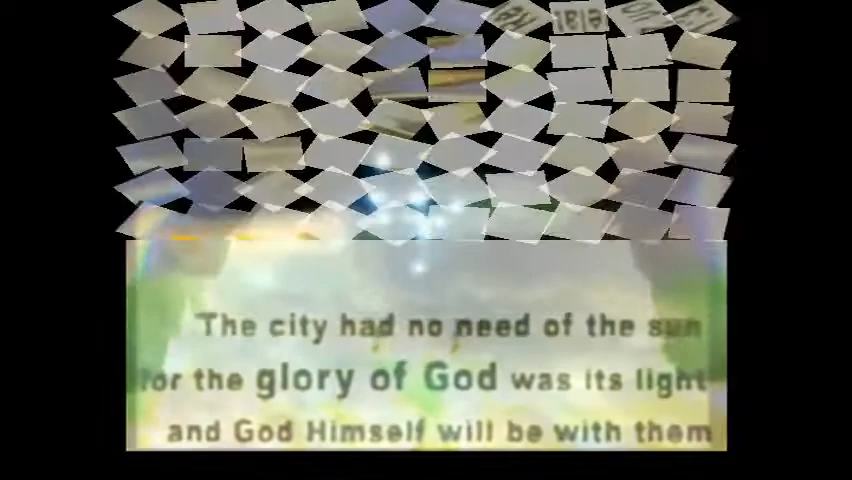 The city had no need of the sun
for the glory of God was its light
and God Himself will be with them